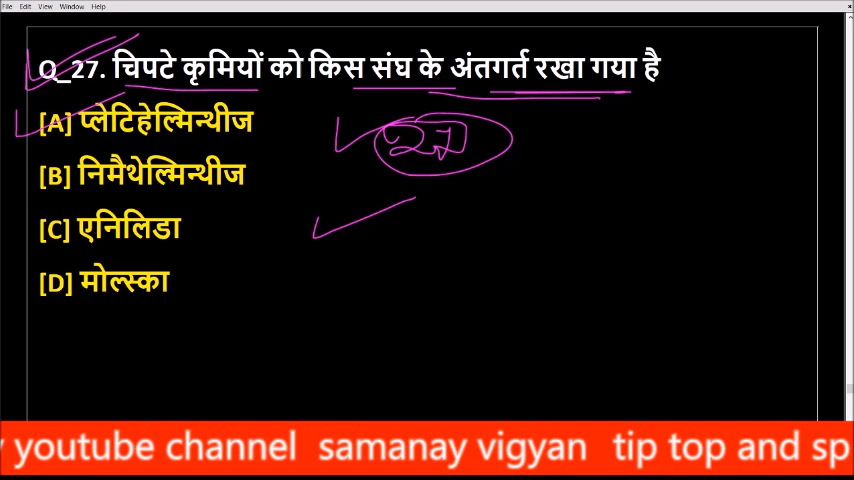 File Edit View Window Help
Q_27. चिपटे कृमियों को किस संघ के अंतगर्त रखा गया है
[A] प्लेटिहेल्मिन्थीज
27
[B] निमैथेल्मिन्थीज
[C] एनिलिडा
[D] मोल्स्का
youtube channel samanay vigyan tip top and sp